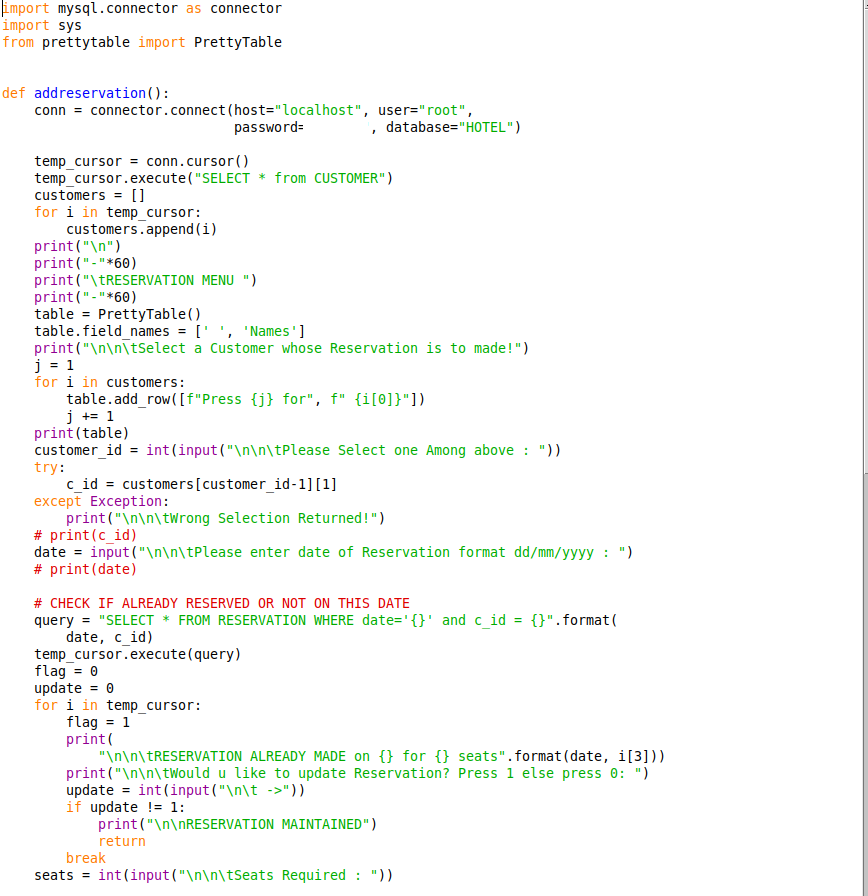 import mysql.connector as connector
import sys
from prettytable import PrettyTable
def addreservation():
    conn = connector.connect(host="localhost", user="root",
                             password=        , database="HOTEL")
    temp_cursor = conn.cursor()
    temp_cursor.execute("SELECT * from CUSTOMER")
    customers = []
    for i in temp_cursor:
        customers.append(i)
    print("\n")
    print("-"*60)
    print("\tRESERVATION MENU ")
    print("-"*60)
    table = PrettyTable()
    table.field_names = [' ', 'Names']
    print("\n\n\tSelect a Customer whose Reservation is to made!")
    j = 1
    for i in customers:
        table.add_row([f"Press {j} for", f" {i[0]}"])
        j += 1
    print(table)
    customer_id = int(input("\n\n\tPlease Select one Among above : "))
    try:
        c_id = customers[customer_id-1][1]
    except Exception:
        print("\n\n\tWrong Selection Returned!")
    # print(c_id)
    date = input("\n\n\tPlease enter date of Reservation format dd/mm/yyyy : ")
    # print(date)
    # CHECK IF ALREADY RESERVED OR NOT ON THIS DATE
    query = "SELECT * FROM RESERVATION WHERE date='{}' and c_id = {}".format(
        date, c_id)
    temp_cursor.execute(query)
    flag = 0
    update = 0
    for i in temp_cursor:
        flag = 1
        print(
            "\n\n\tRESERVATION ALREADY MADE on {} for {} seats".format(date, i[3]))
        print("\n\n\tWould u like to update Reservation? Press 1 else press 0: ")
        update = int(input("\n\t ->"))
        if update != 1:
            print("\n\nRESERVATION MAINTAINED")
            return
        break
    seats = int(input("\n\n\tSeats Required : "))